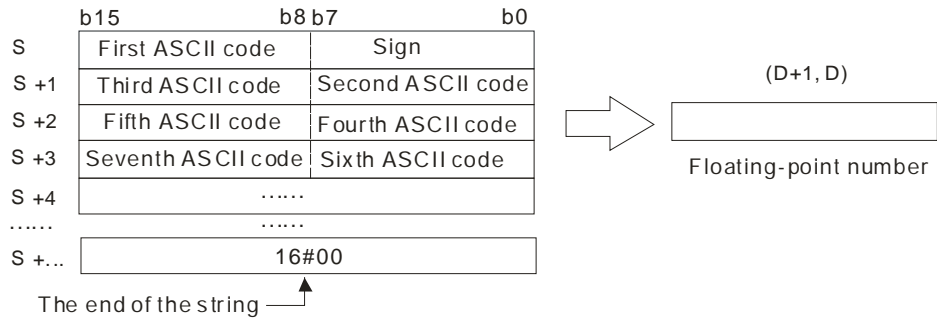 b15 b8 b7 b0
S First ASCII code Sign
S +1 Third ASCII code Second ASCII code
S +2 Fifth ASCII code Fourth ASCII code
S +3 Seventh ASCII code Sixth ASCII code
S +4 ……
…… ……
S +... 16#00
The end of the string
(D+1, D)
Floating-point number